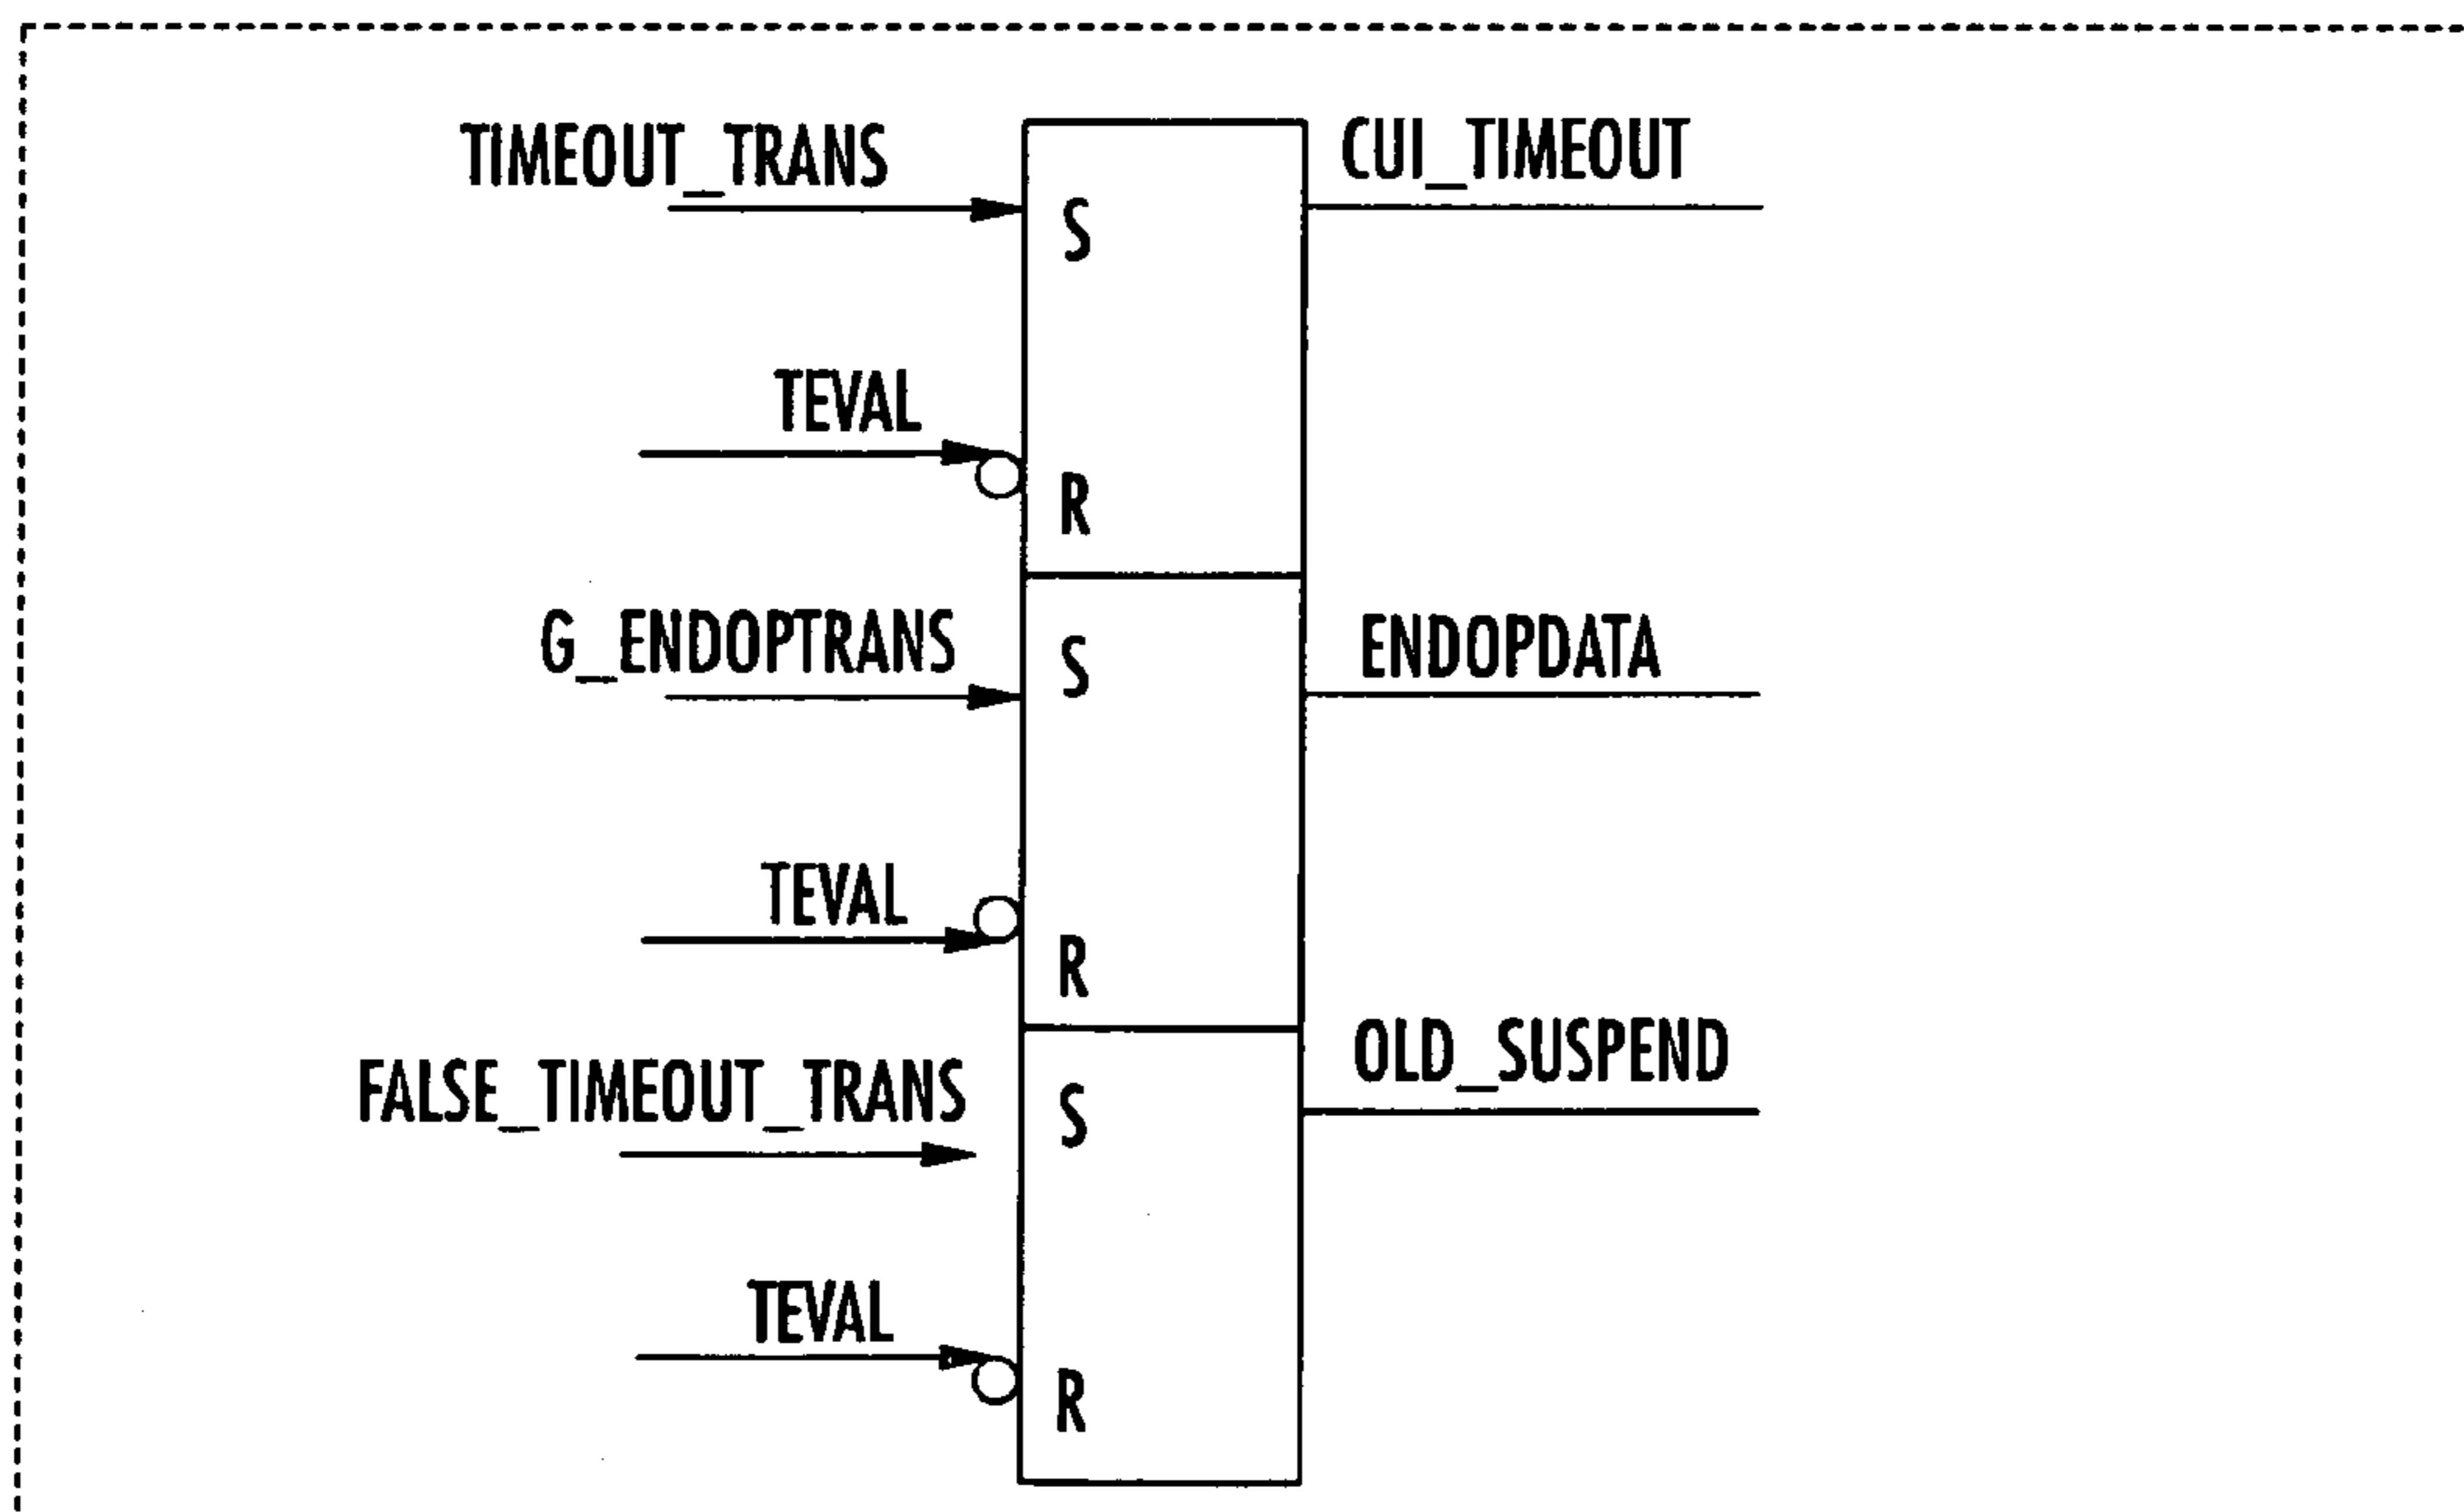 TIMEOUT_TRANS
CUI_TIMEOUT
S
TEVAL
R
G_ENDOPTRANS
S
ENDOPDATA
TEVAL
R
FALSE_TIMEOUT_TRANS
S
OLD_SUSPEND
TEVAL
R